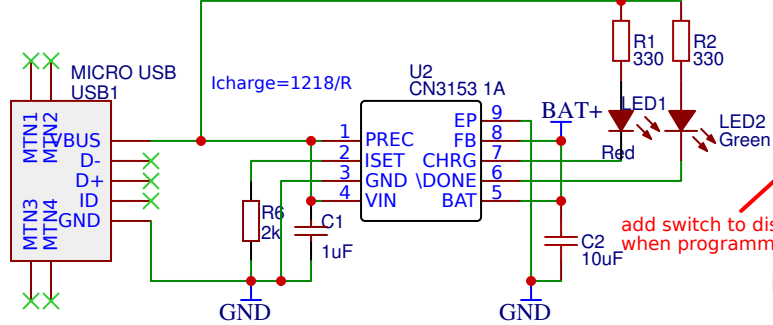 R1
330
R2
330
MICRO USB
USB1
Icharge=1218/R
U2
CN3153 1A
MTN1
MTN2
VBUS
D-
D+
ID
GND
MTN3
MTN4
1
PREC
2
ISET
3
GND
4
VIN
EP
9
FB
8
CHRG
7
\DONE
6
BAT
5
BAT+
LED1
Red
LED2
Green
R6
2k
C1
1uF
C2
10uF
GND
GND
add switch to dis
when programm